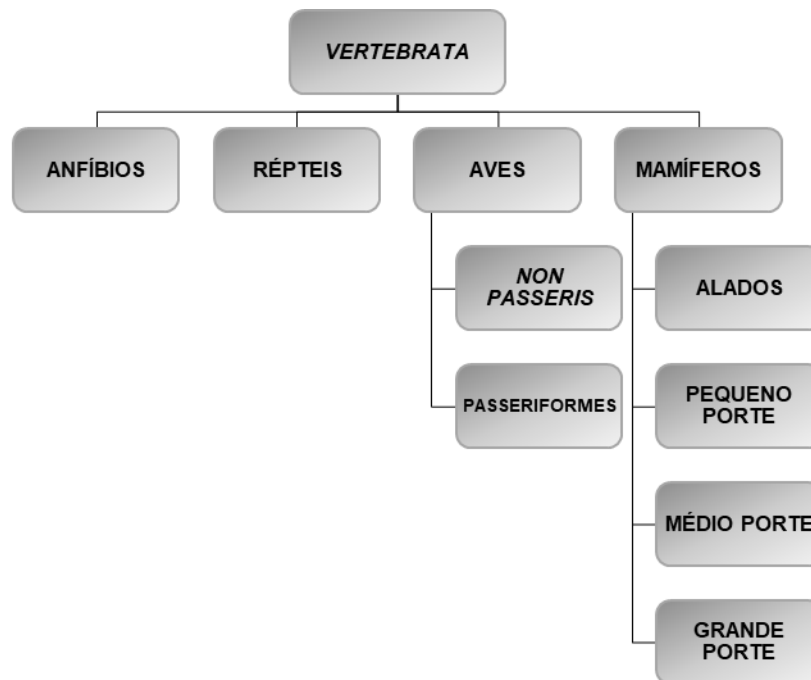 VERTEBRATA
ANFÍBIOS
RÉPTEIS
AVES
MAMÍFEROS
NON
PASSERIS
ALADOS
PASSERIFORMES
PEQUENO
PORTE
MÉDIO PORTE
GRANDE
PORTE